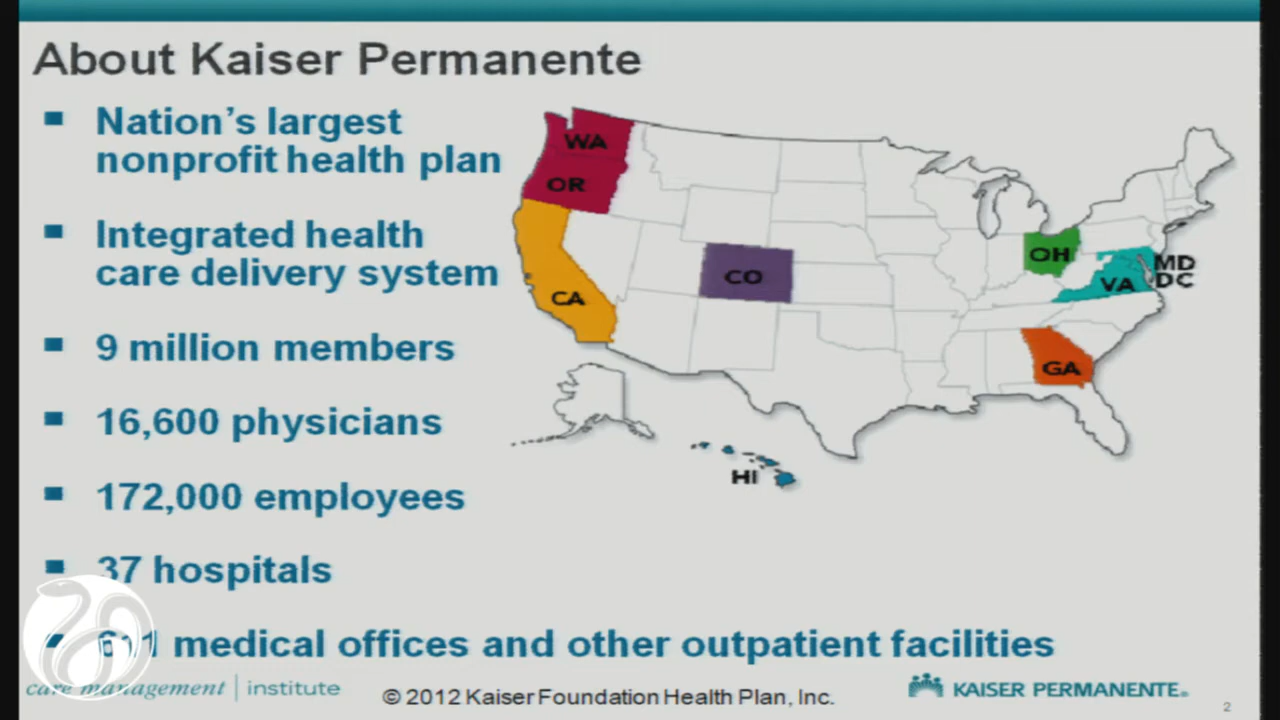 About Kaiser Permanente
Nation's largest
nonprofit health plan
Integrated health
care delivery system
9 million members
16,600 physicians
172,000 employees
37 hospitals
medical offices and other outpatient facilities
WA
OR
CA
CO
OH
MD
DC
VA
GA
HI
care management institute
© 2012 Kaiser Foundation Health Plan, Inc.
KAISER PERMANENTE®
2